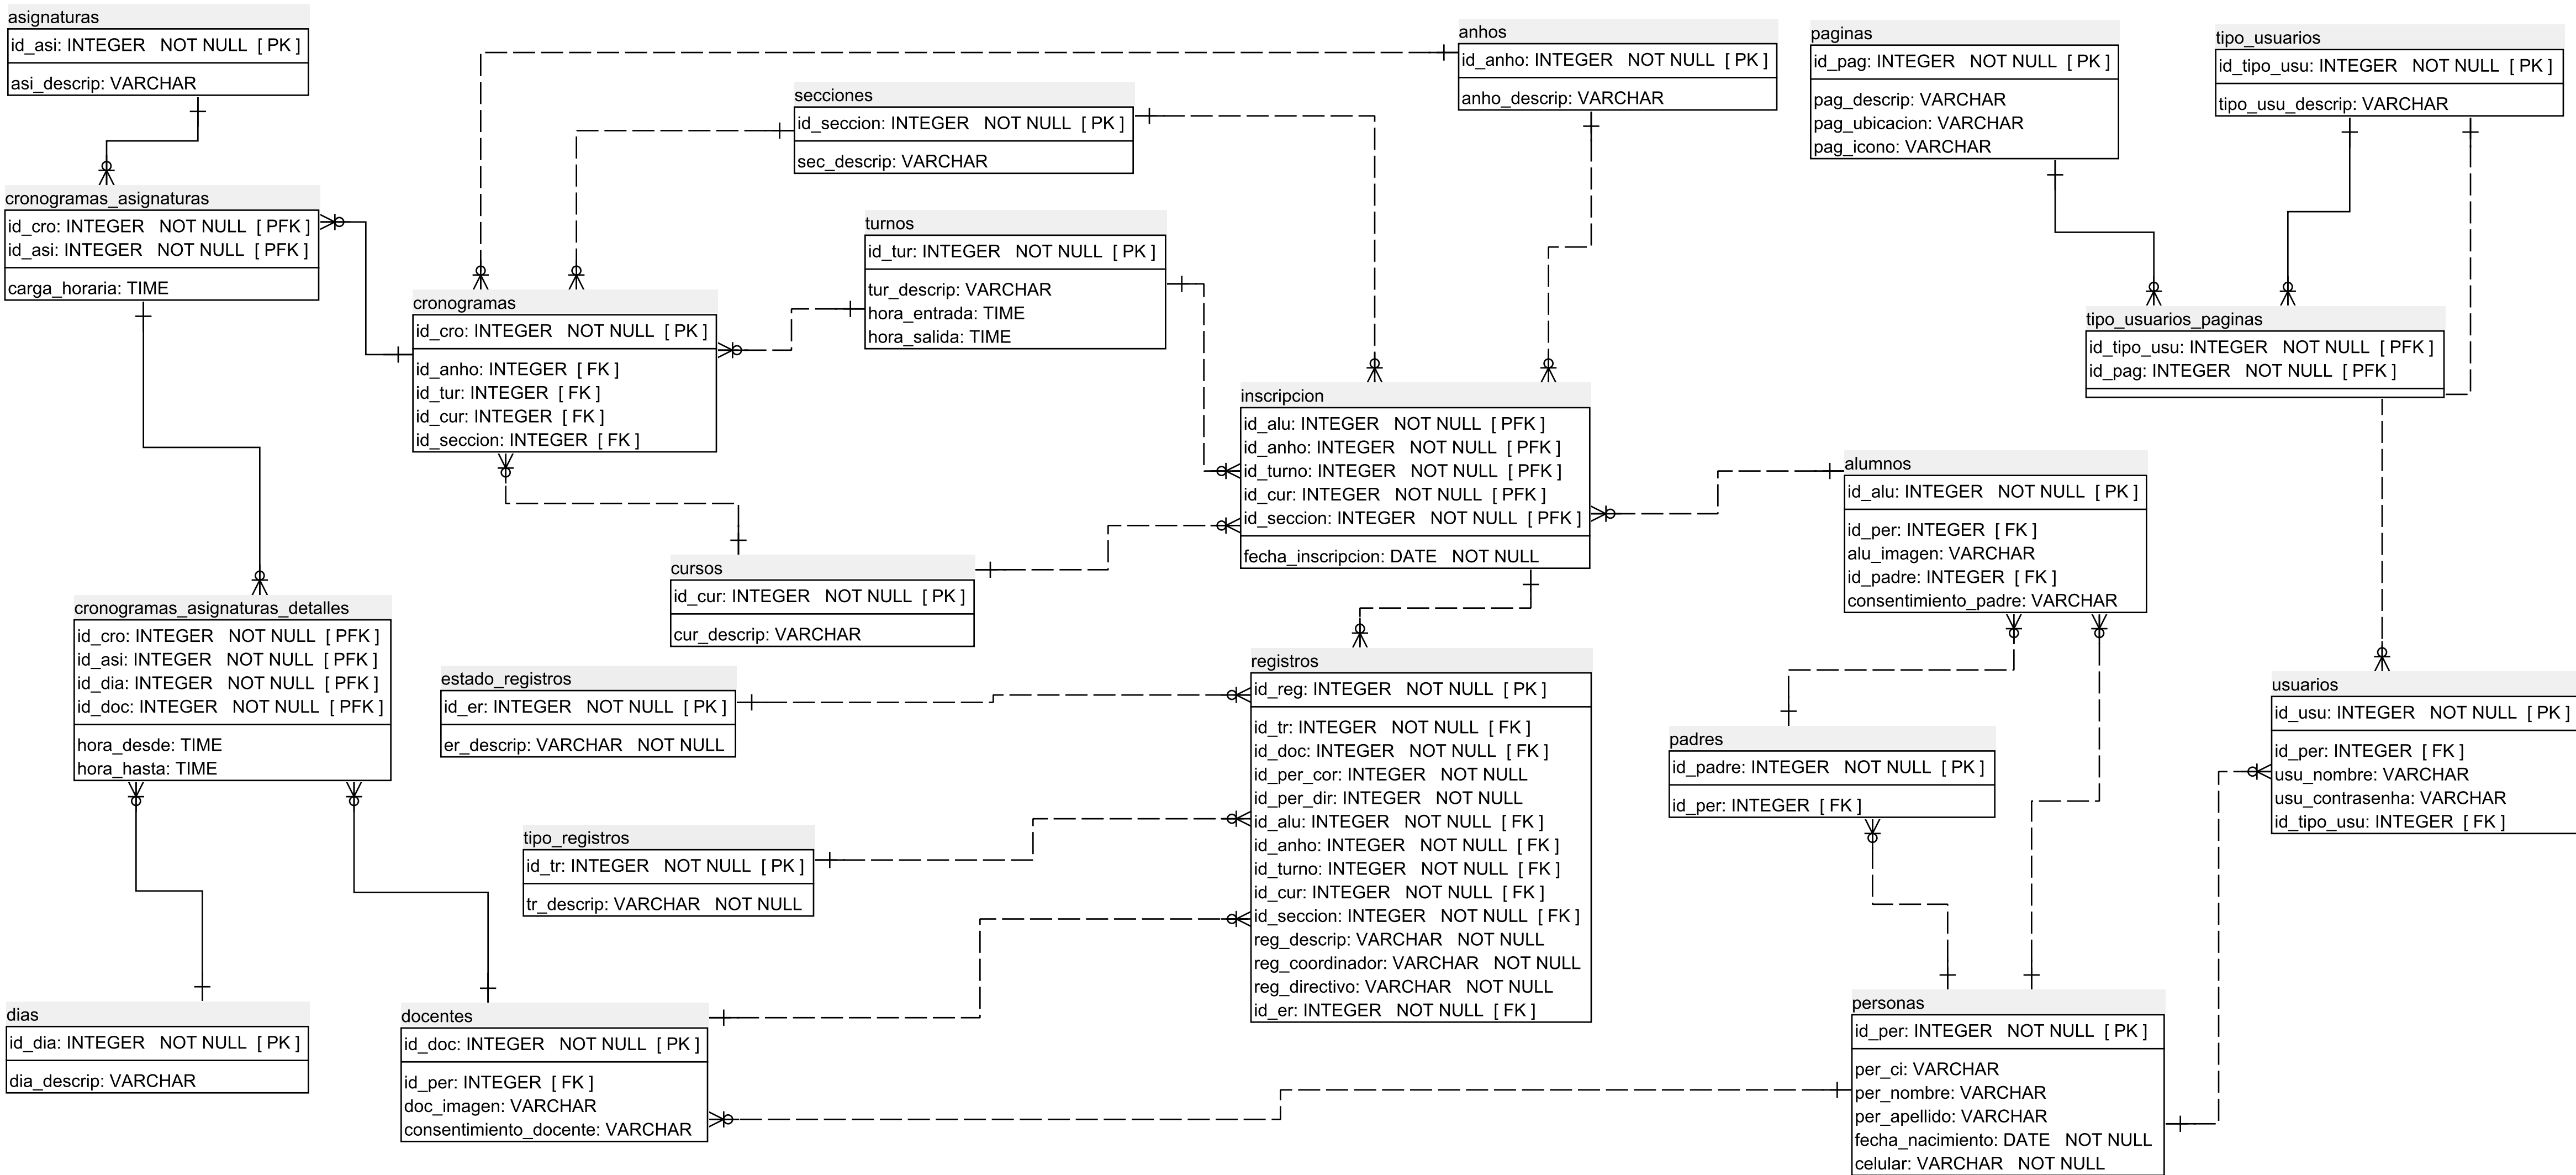 asignaturas
id_asi: INTEGER NOT NULL [ PK ]
asi_descrip: VARCHAR
cronogramas_asignaturas
id_cro: INTEGER NOT NULL [ PFK ]
id_asi: INTEGER NOT NULL [ PFK ]
carga_horaria: TIME
secciones
id_seccion: INTEGER NOT NULL [ PK ]
sec_descrip: VARCHAR
anhos
id_anho: INTEGER NOT NULL [ PK ]
anho_descrip: VARCHAR
paginas
id_pag: INTEGER NOT NULL [ PK ]
pag_descrip: VARCHAR
pag_ubicacion: VARCHAR
pag_icono: VARCHAR
tipo_usuarios
id_tipo_usu: INTEGER NOT NULL [ PK ]
tipo_usu_descrip: VARCHAR
turnos
id_tur: INTEGER NOT NULL [ PK ]
tur_descrip: VARCHAR
hora_entrada: TIME
hora_salida: TIME
cronogramas
id_cro: INTEGER NOT NULL [ PK ]
id_anho: INTEGER [ FK ]
id_tur: INTEGER [ FK ]
id_cur: INTEGER [ FK ]
id_seccion: INTEGER [ FK ]
tipo_usuarios_paginas
id_tipo_usu: INTEGER NOT NULL [ PFK ]
id_pag: INTEGER NOT NULL [ PFK ]
inscripcion
id_alu: INTEGER NOT NULL [ PFK ]
id_anho: INTEGER NOT NULL [ PFK ]
id_turno: INTEGER NOT NULL [ PFK ]
id_cur: INTEGER NOT NULL [ PFK ]
id_seccion: INTEGER NOT NULL [ PFK ]
fecha_inscripcion: DATE NOT NULL
alumnos
id_alu: INTEGER NOT NULL [ PK ]
id_per: INTEGER [ FK ]
alu_imagen: VARCHAR
id_padre: INTEGER [ FK ]
consentimiento_padre: VARCHAR
cursos
id_cur: INTEGER NOT NULL [ PK ]
cur_descrip: VARCHAR
cronogramas_asignaturas_detalles
id_cro: INTEGER NOT NULL [ PFK ]
id_asi: INTEGER NOT NULL [ PFK ]
id_dia: INTEGER NOT NULL [ PFK ]
id_doc: INTEGER NOT NULL [ PFK ]
hora_desde: TIME
hora_hasta: TIME
estado_registros
id_er: INTEGER NOT NULL [ PK ]
er_descrip: VARCHAR NOT NULL
registros
id_reg: INTEGER NOT NULL [ PK ]
id_tr: INTEGER NOT NULL [ FK ]
id_doc: INTEGER NOT NULL [ FK ]
id_per_cor: INTEGER NOT NULL
id_per_dir: INTEGER NOT NULL
id_alu: INTEGER NOT NULL [ FK ]
id_anho: INTEGER NOT NULL [ FK ]
id_turno: INTEGER NOT NULL [ FK ]
id_cur: INTEGER NOT NULL [ FK ]
id_seccion: INTEGER NOT NULL [ FK ]
reg_descrip: VARCHAR NOT NULL
reg_coordinador: VARCHAR NOT NULL
reg_directivo: VARCHAR NOT NULL
id_er: INTEGER NOT NULL [ FK ]
usuarios
id_usu: INTEGER NOT NULL [ PK ]
id_per: INTEGER [ FK ]
usu_nombre: VARCHAR
usu_contrasenha: VARCHAR
id_tipo_usu: INTEGER [ FK ]
padres
id_padre: INTEGER NOT NULL [ PK ]
id_per: INTEGER [ FK ]
tipo_registros
id_tr: INTEGER NOT NULL [ PK ]
tr_descrip: VARCHAR NOT NULL
dias
id_dia: INTEGER NOT NULL [ PK ]
dia_descrip: VARCHAR
docentes
id_doc: INTEGER NOT NULL [ PK ]
id_per: INTEGER [ FK ]
doc_imagen: VARCHAR
consentimiento_docente: VARCHAR
personas
id_per: INTEGER NOT NULL [ PK ]
per_ci: VARCHAR
per_nombre: VARCHAR
per_apellido: VARCHAR
fecha_nacimiento: DATE NOT NULL
celular: VARCHAR NOT NULL